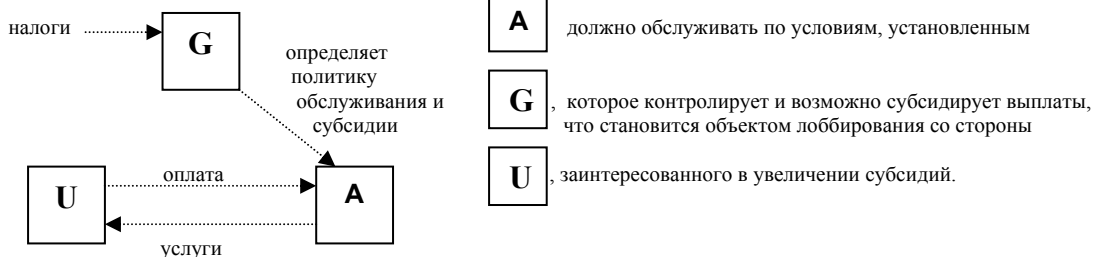 налоги
G
определяет
политику
обслуживания и
субсидии
U
оплата
A
услуги
A должно обслуживать по условиям, установленным
G , которое контролирует и возможно субсидирует выплаты,
что становится объектом лоббирования со стороны
U , заинтересованного в увеличении субсидий.